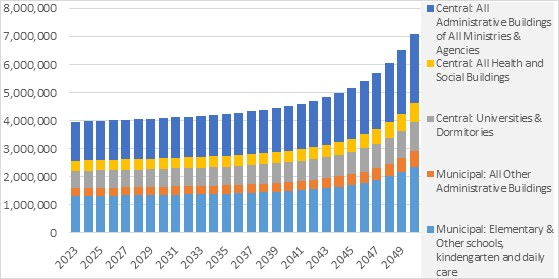 8,000,000
7,000,000
6,000,000
5,000,000
4,000,000
3,000,000
2,000,000
1,000,000
0
2023
2025
2027
2029
2031
2033
2035
2037
2039
2041
2043
2045
2047
2049
Central: All
Administrative Buildings
of All Ministries &
Agencies
Central: All Health and
Social Buildings
Central: Universities &
Dormitories
Municipal: All Other
Administrative Buildings
Municipal: Elementary &
Other schools,
kindengarten and daily
care